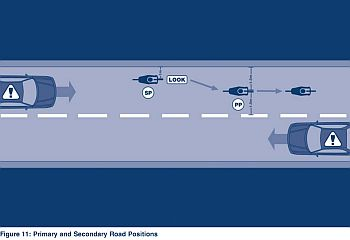 LOOK
SP
PP
Figure 11: Primary and Secondary Road Positions